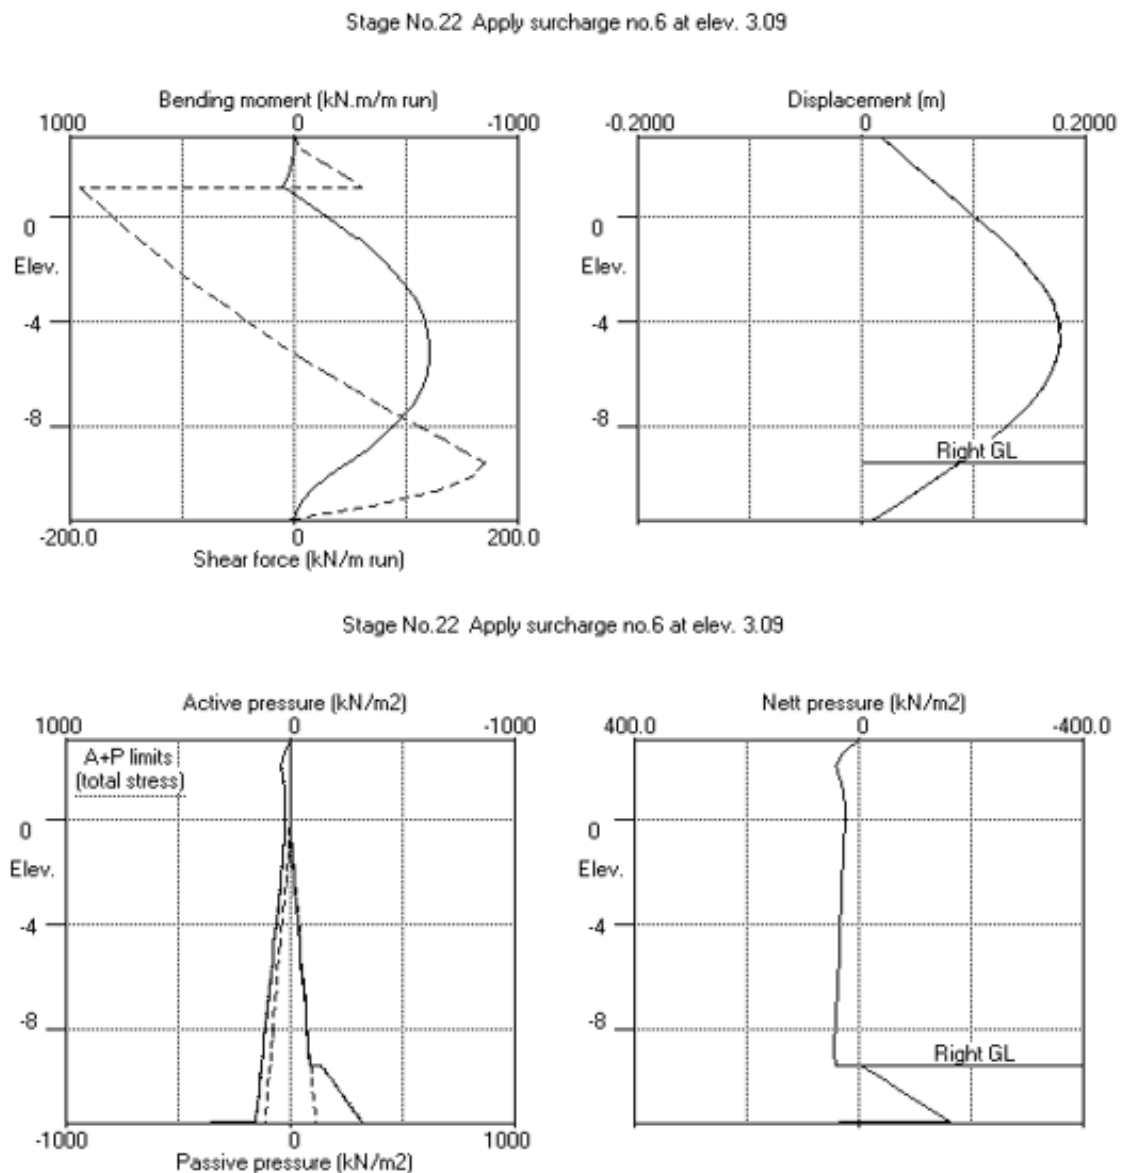 Stage No.22 Apply surcharge no.6 at elev. 3.09
Bending moment (kN.m/m run)
1000 0 -1000
0
Elev.
-4
-8
-200.0 0 200.0
Shear force (kN/m run)
Displacement (m)
-0.2000 0 0.2000
0
Elev.
-4
-8
Right GL
Stage No.22 Apply surcharge no.6 at elev. 3.09
Active pressure (kN/m2)
1000 0 -1000
A+P limits
(total stress)
0
Elev.
-4
-8
-1000 0 1000
Passive pressure (kN/m2)
Nett pressure (kN/m2)
400.0 0 -400.0
0
Elev.
-4
-8
Right GL